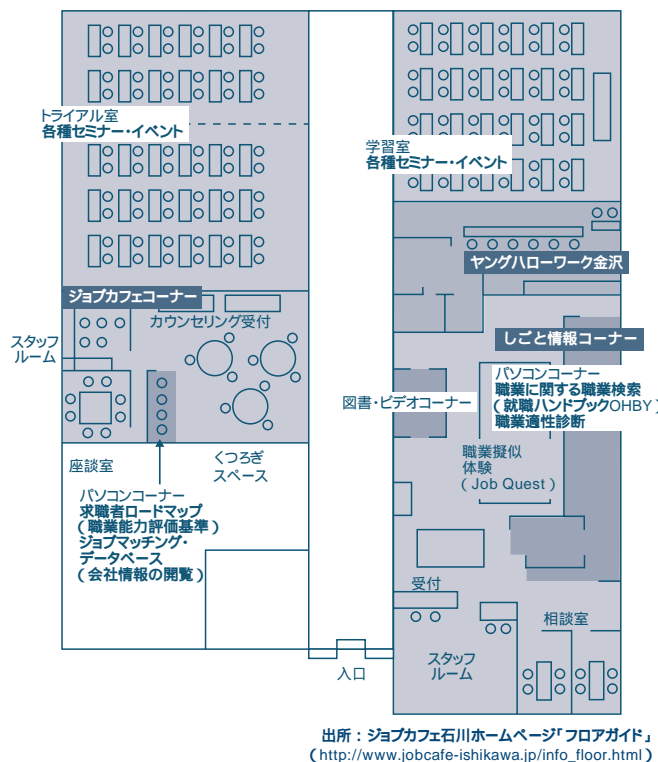 トライアル室
各種セミナー・イベント
学習室
各種セミナー・イベント
ヤングハローワーク金沢
ジョブカフェコーナー
カウンセリング受付
スタッフ
ルーム
しごと情報コーナー
パソコンコーナー
職業に関する職業検索
(就職ハンドブックOHBY)
職業適性診断
図書・ビデオコーナー
職業擬似
体験
(Job Quest)
座談室
くつろぎ
スペース
パソコンコーナー
求職者ロードマップ
(職業能力評価基準)
ジョブマッチング・
データベース
(会社情報の閲覧)
受付
相談室
スタッフ
ルーム
入口
出所:ジョブカフェ石川ホームページ「フロアガイド」
(http://www.jobcafe-ishikawa.jp/info_floor.html)